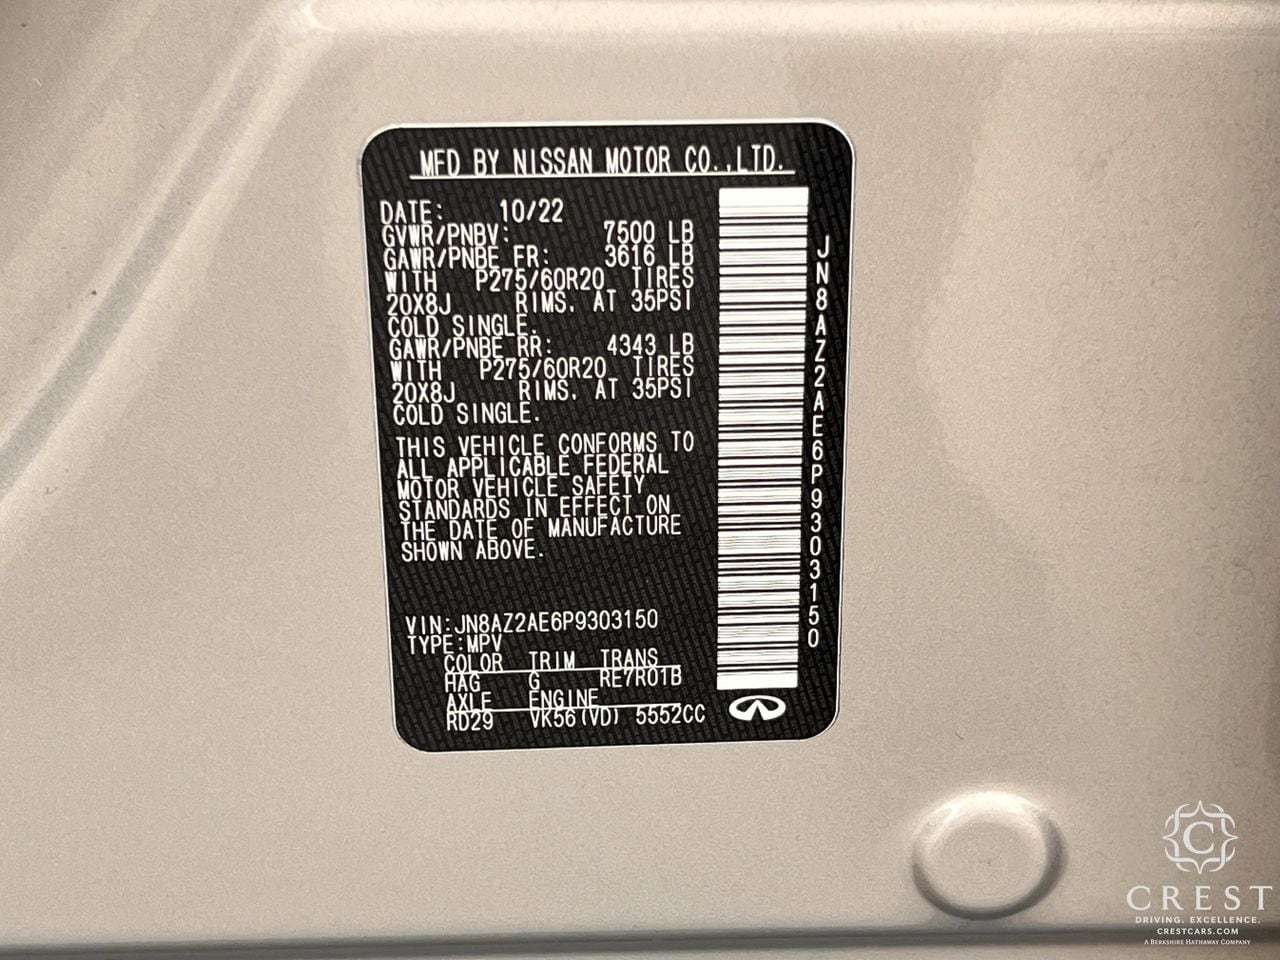 MFD BY NISSAN MOTOR CO.,LTD.
DATE: 10/22
GVWR/PNBV: 7500 LB
GAWR/PNBE FR: 3616 LB
WITH P275/60R20 TIRES
20X8J RIMS, AT 35PSI
COLD SINGLE.
GAWR/PNBE RR: 4343 LB
WITH P275/60R20 TIRES
20X8J RIMS, AT 35PSI
COLD SINGLE.
THIS VEHICLE CONFORMS TO
ALL APPLICABLE FEDERAL
MOTOR VEHICLE SAFETY
STANDARDS IN EFFECT ON
THE DATE OF MANUFACTURE
SHOWN ABOVE.
VIN:JN8AZ2AE6P9303150
TYPE:MPV
COLOR TRIM TRANS
HAG G RE7R01B
AXLE ENGINE
RD29 VK56(VD) 5552CC
JN8AZ2AE6P9303150
C
CREST
DRIVING. EXCELLENCE.
CRESTCARS.COM
A BERKSHIRE HATHAWAY COMPANY